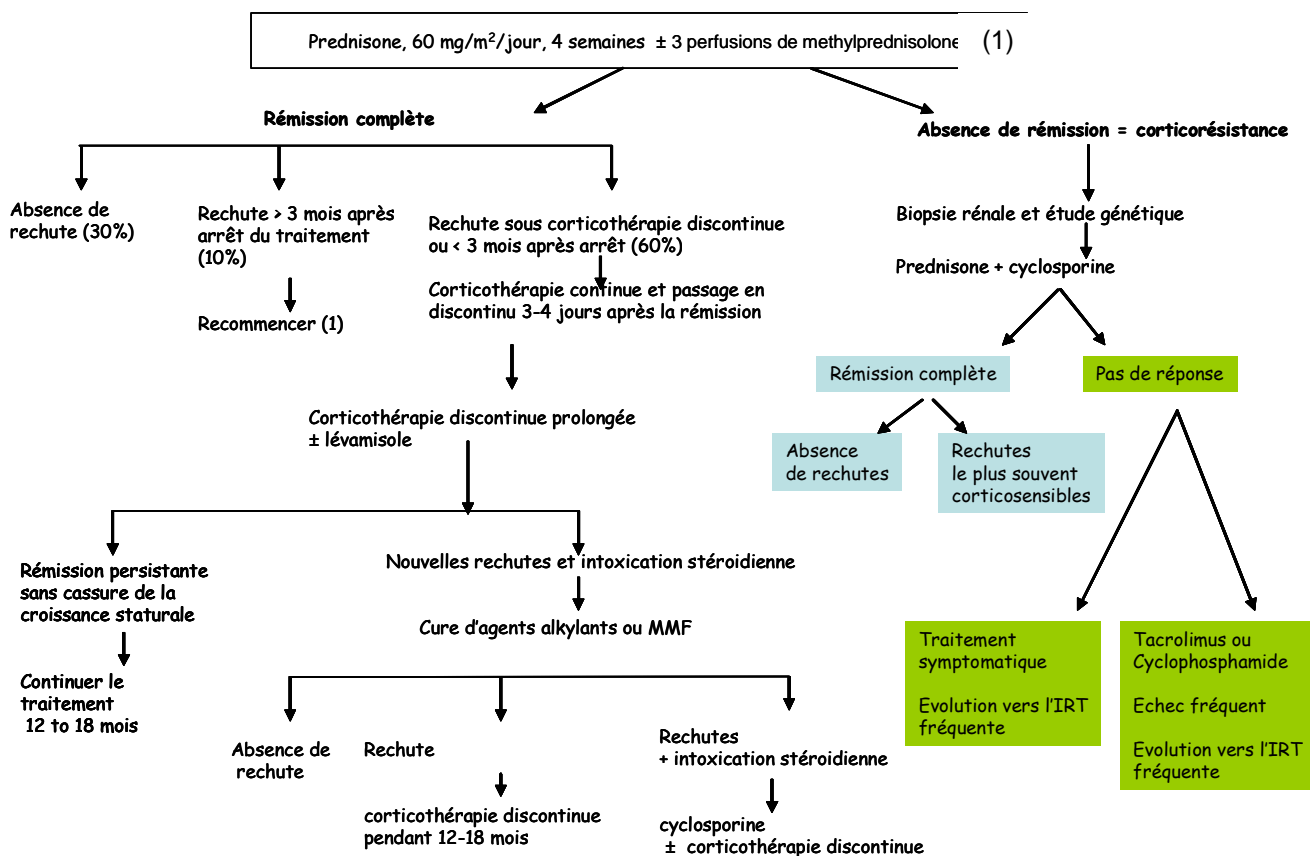 Prednisone, 60 mg/m²/jour, 4 semaines ± 3 perfusions de methylprednisolone
(1)
Rémission complète
Absence de rémission = corticorésistance
Absence de
rechute (30%)
Rechute > 3 mois après
arrêt du traitement
(10%)
Rechute sous corticothérapie discontinue
ou < 3 mois après arrêt (60%)
Biopsie rénale et étude génétique
Prednisone + cyclosporine
Recommencer (1)
Corticothérapie continue et passage en
discontinu 3-4 jours après la rémission
Rémission complète
Pas de réponse
Corticothérapie discontinue prolongée
± lévamisole
Absence
de rechutes
Rechutes
le plus souvent
corticosensibles
Rémission persistante
sans cassure de la
croissance staturale
Nouvelles rechutes et intoxication stéroidienne
Cure d'agents alkylants ou MMF
Continuer le
traitement
12 to 18 mois
Traitement
symptomatique
Evolution vers l'IRT
fréquente
Tacrolimus ou
Cyclophosphamide
Echec fréquent
Evolution vers l'IRT
fréquente
Absence de
rechute
Rechute
Rechutes
+ intoxication stéroidienne
corticothérapie discontinue
pendant 12-18 mois
cyclosporine
± corticothérapie discontinue